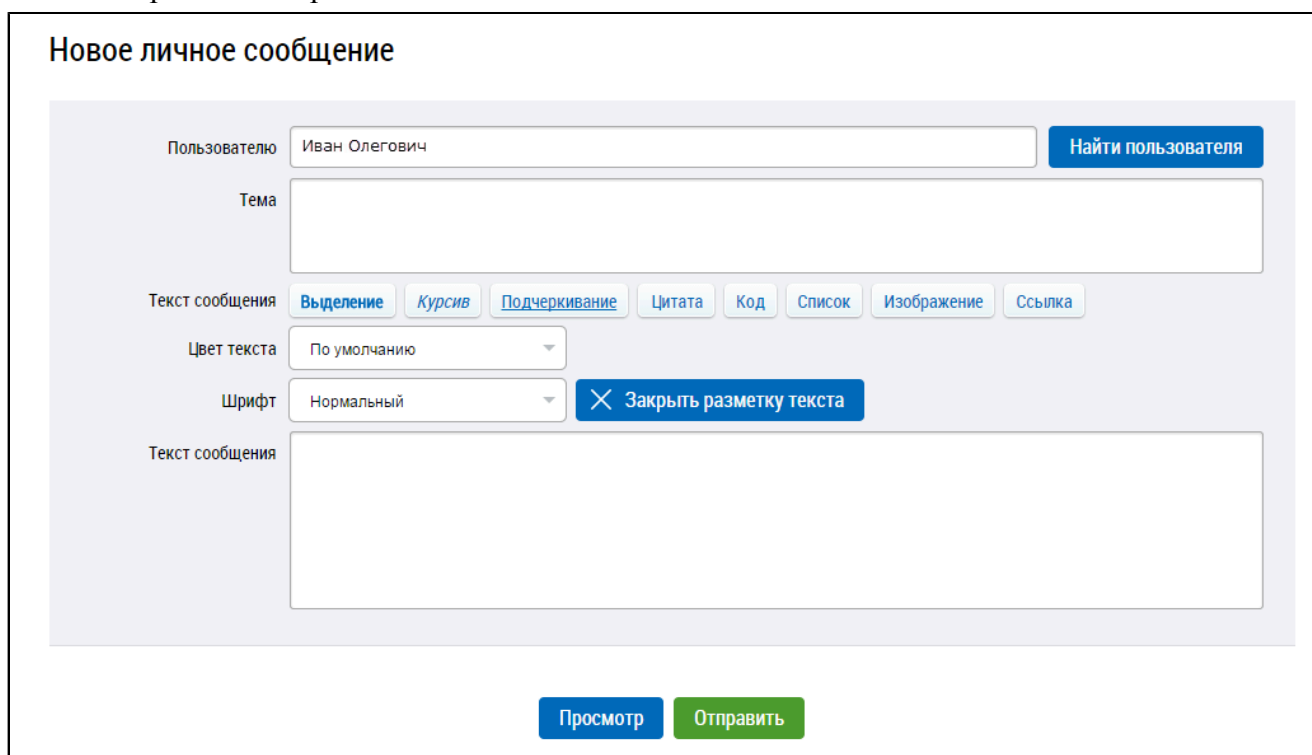 Новое личное сообщение
Пользователю Иван Олегович Найти пользователя
Тема
Текст сообщения Выделение Курсив Подчеркивание Цитата Код Список Изображение Ссылка
Цвет текста По умолчанию
Шрифт Нормальный Закрыть разметку текста
Текст сообщения
Просмотр Отправить